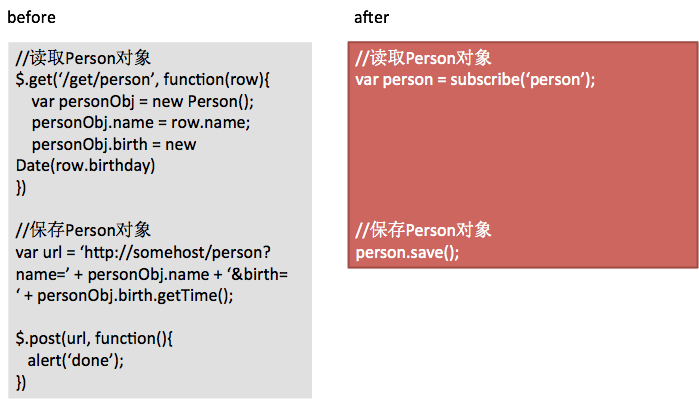 before
//读取Person对象
$.get(‘/get/person’, function(row){
var personObj = new Person();
personObj.name = row.name;
personObj.birth = new
Date(row.birthday)
})
//保存Person对象
var url = ‘http://somehost/person?
name=’ + personObj.name + ‘&birth=
‘ + personObj.birth.getTime();
$.post(url, function(){
alert(‘done’);
})
after
//读取Person对象
var person = subscribe(‘person’);
//保存Person对象
person.save();